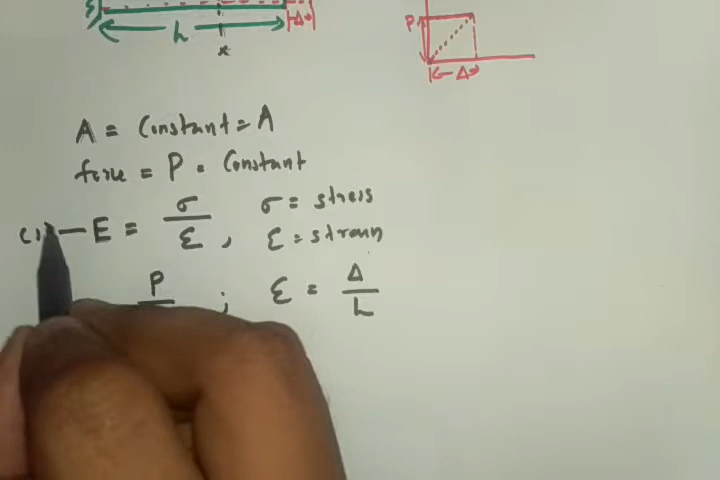 L Δ P
x
Δ
A = Constant = A
force = P = Constant
(1) — E = σ / ε , σ = stress
ε = strain
P ; ε = Δ / L